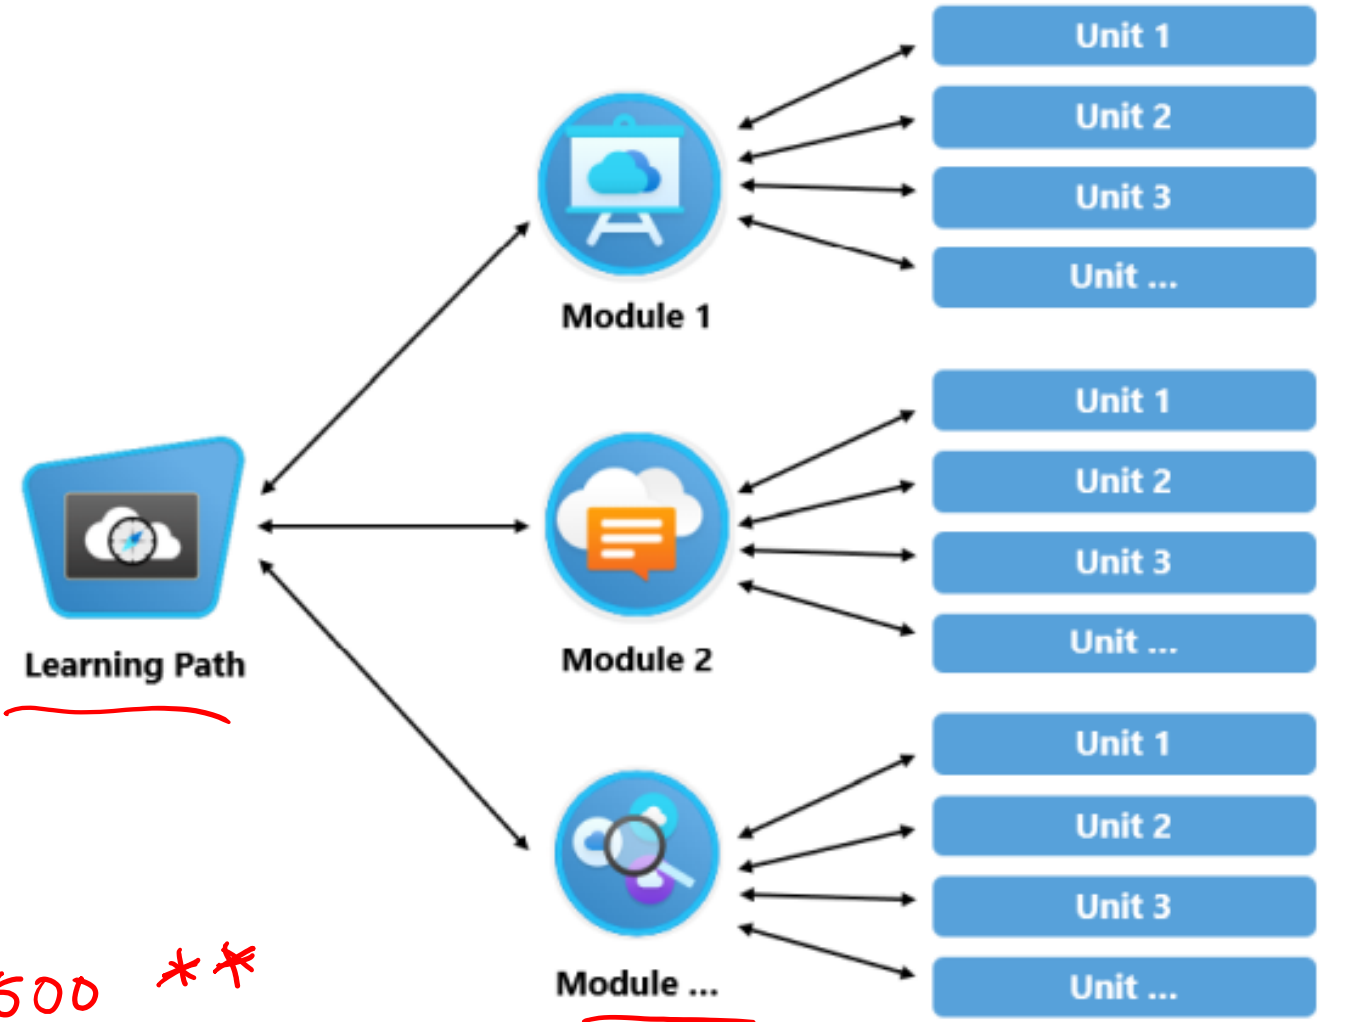 Unit 1
Unit 2
Unit 3
Unit ...
Module 1
Unit 1
Unit 2
Unit 3
Unit ...
Module 2
Learning Path
Unit 1
Unit 2
Unit 3
Unit ...
Module ...
500 **